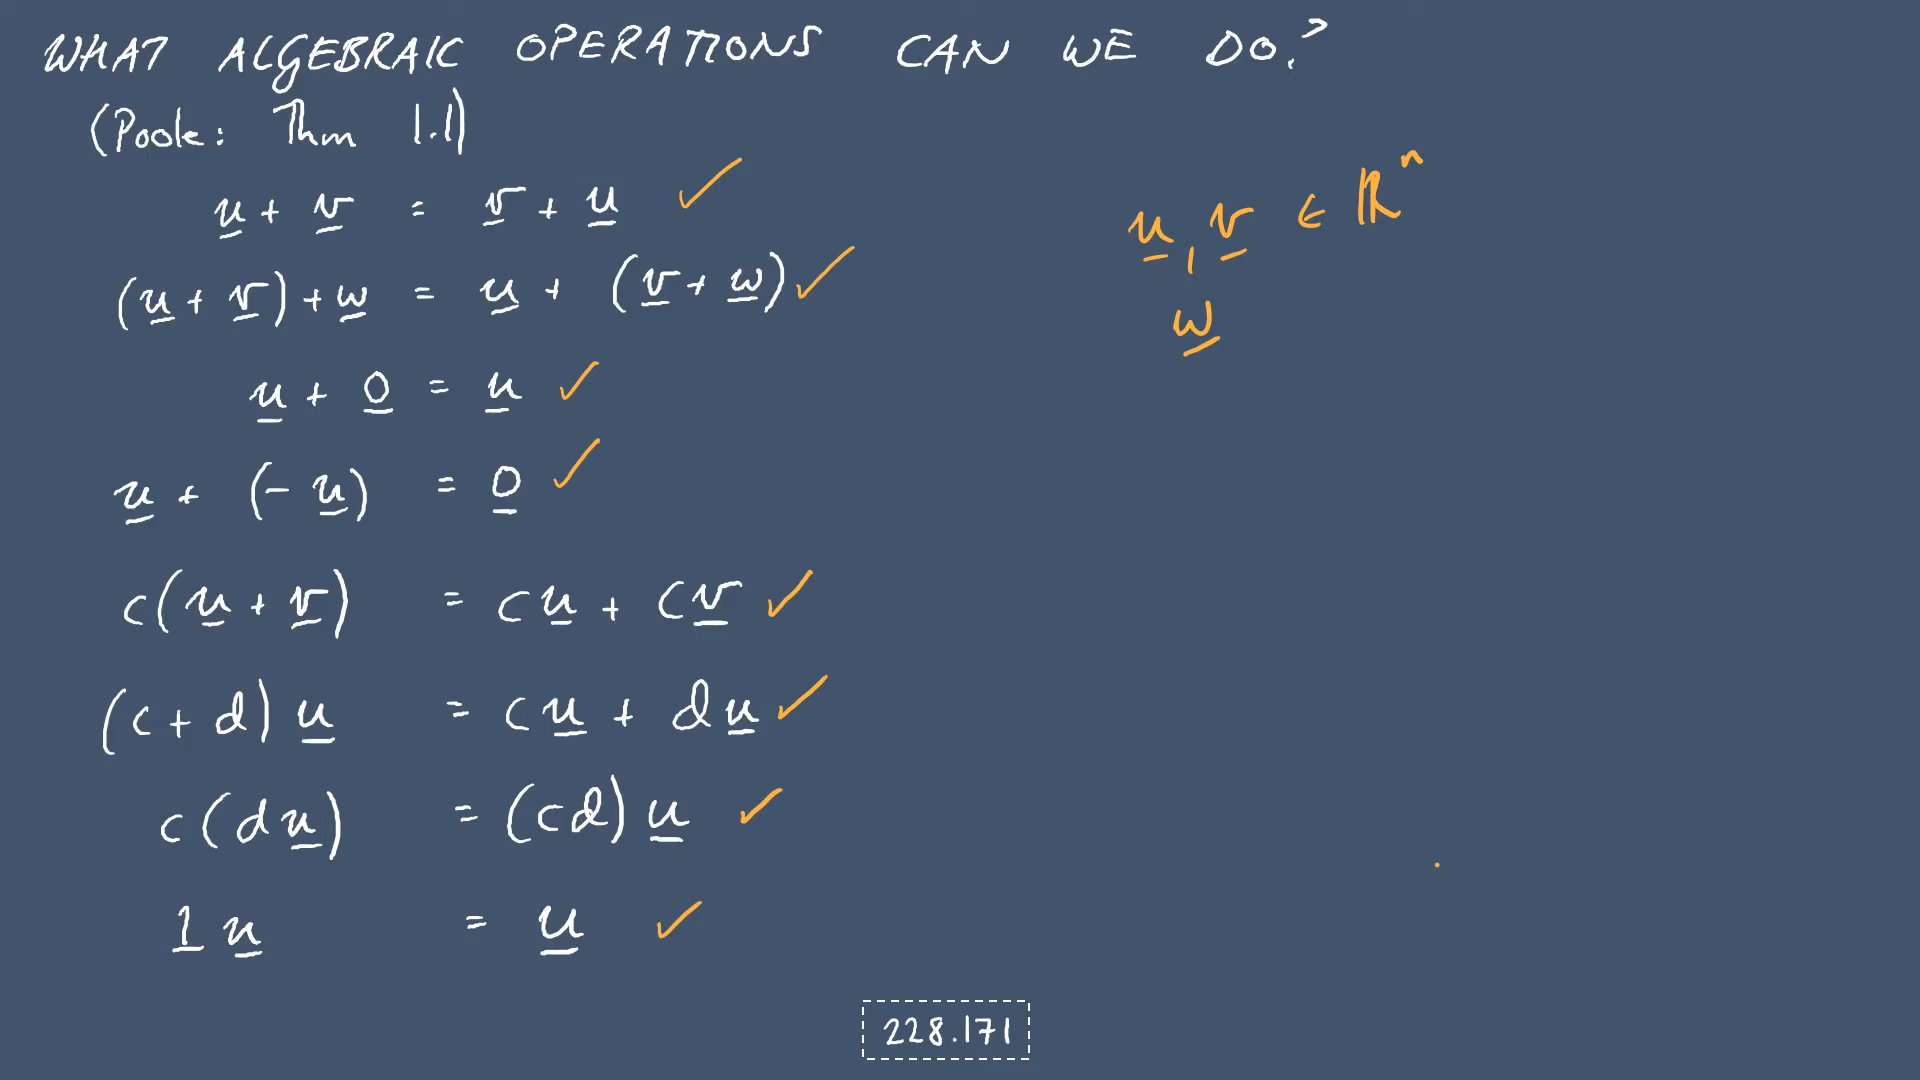 WHAT ALGEBRAIC OPERATIONS CAN WE DO?
(Poole: Thm 1.1)
u + v = v + u ✓
(u + v) + w = u + (v + w) ✓
u + 0 = u ✓
u + (- u) = 0 ✓
c(u + v) = cu + cv ✓
(c + d) u = cu + du ✓
c(du) = (cd) u ✓
1 u = u ✓
u, v ∈ ℝⁿ
w
228.171